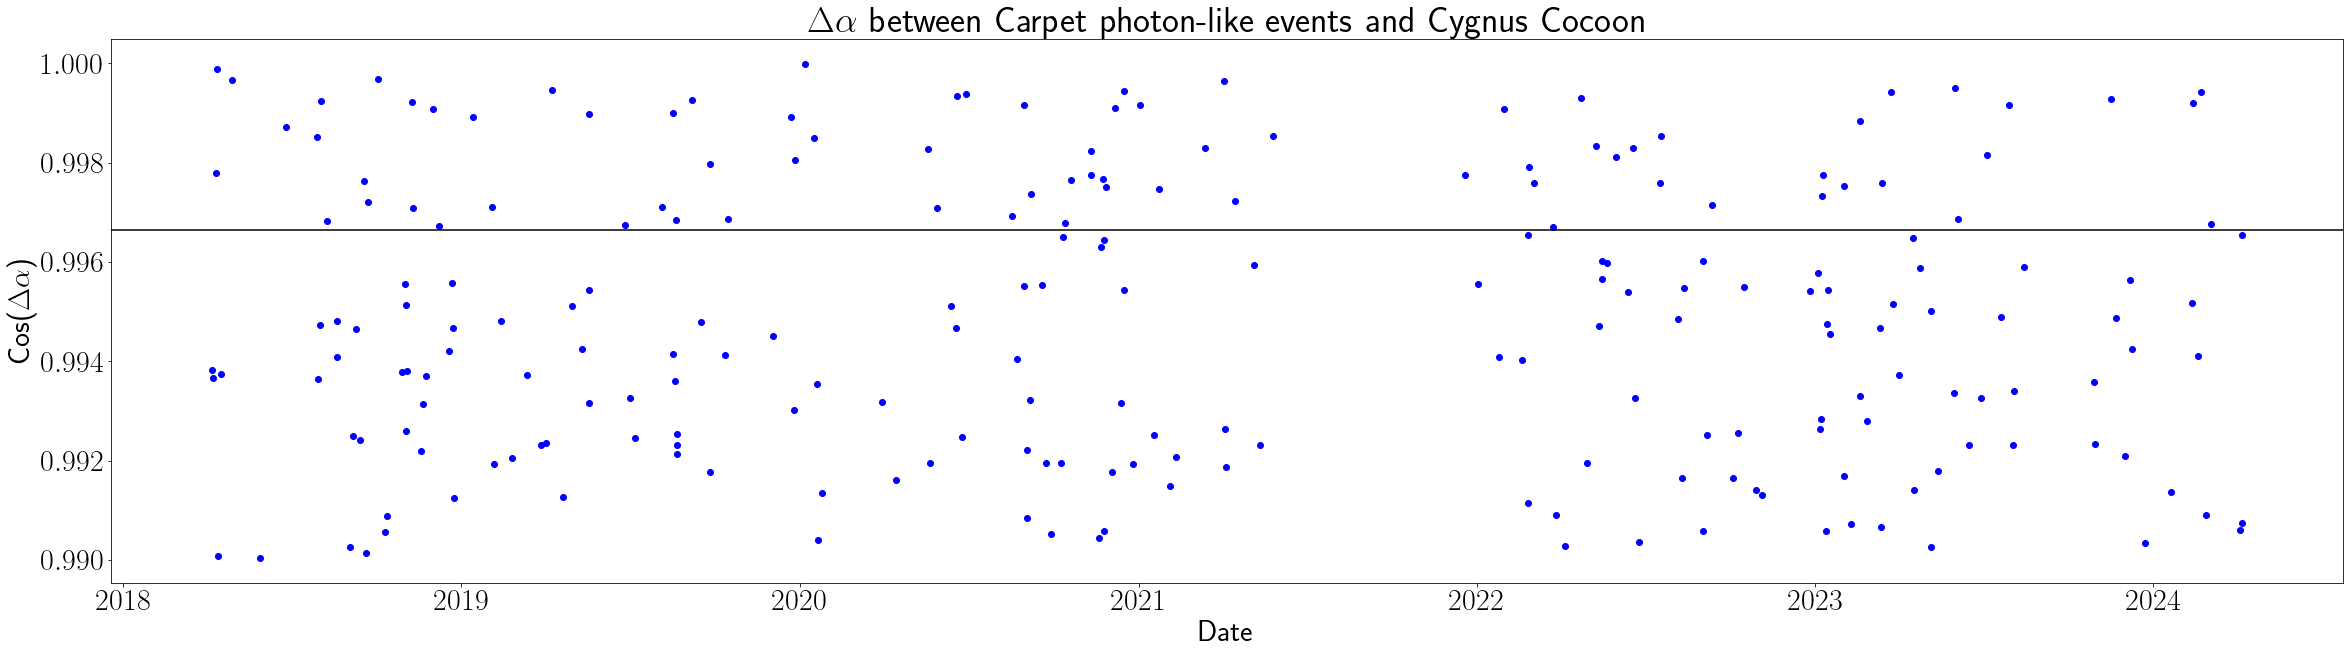 Δα between Carpet photon-like events and Cygnus Cocoon
1.000
0.998
0.996
0.994
0.992
0.990
Cos(Δα)
2018 2019 2020 2021 2022 2023 2024
Date